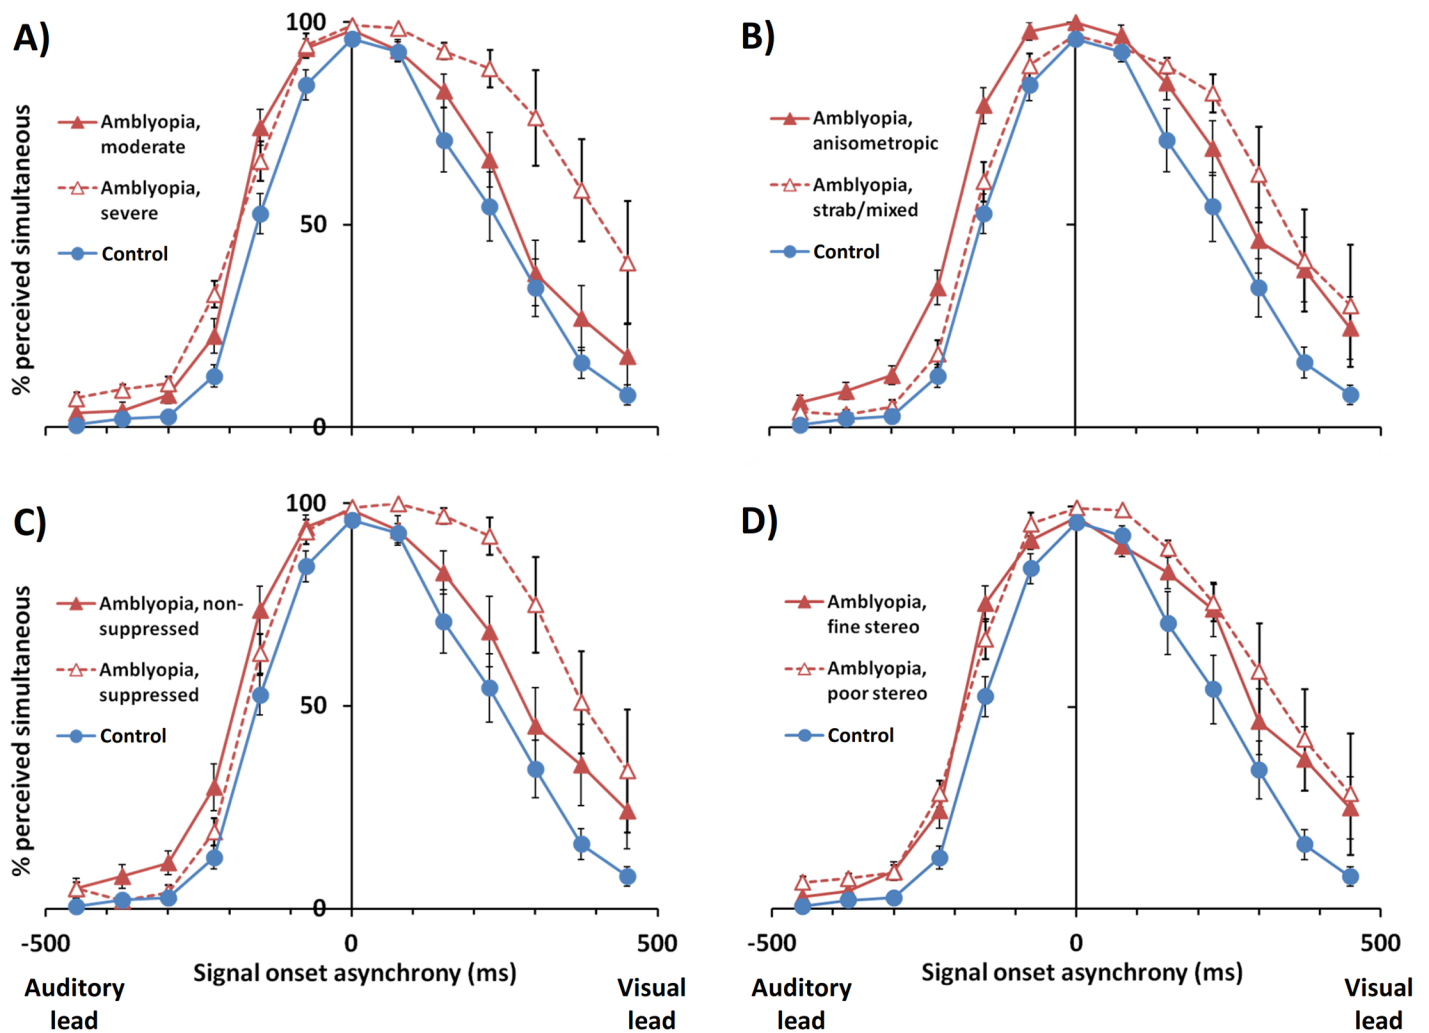 A)
% perceived simultaneous
100
50
0
Amblyopia,
moderate
Amblyopia,
severe
Control
B)
Amblyopia,
anisometropic
Amblyopia,
strab/mixed
Control
C)
% perceived simultaneous
100
50
0
Amblyopia, non-
suppressed
Amblyopia,
suppressed
Control
-500
0
500
Signal onset asynchrony (ms)
Auditory
lead
Visual
lead
D)
Amblyopia,
fine stereo
Amblyopia,
poor stereo
Control
-500
0
500
Signal onset asynchrony (ms)
Auditory
lead
Visual
lead